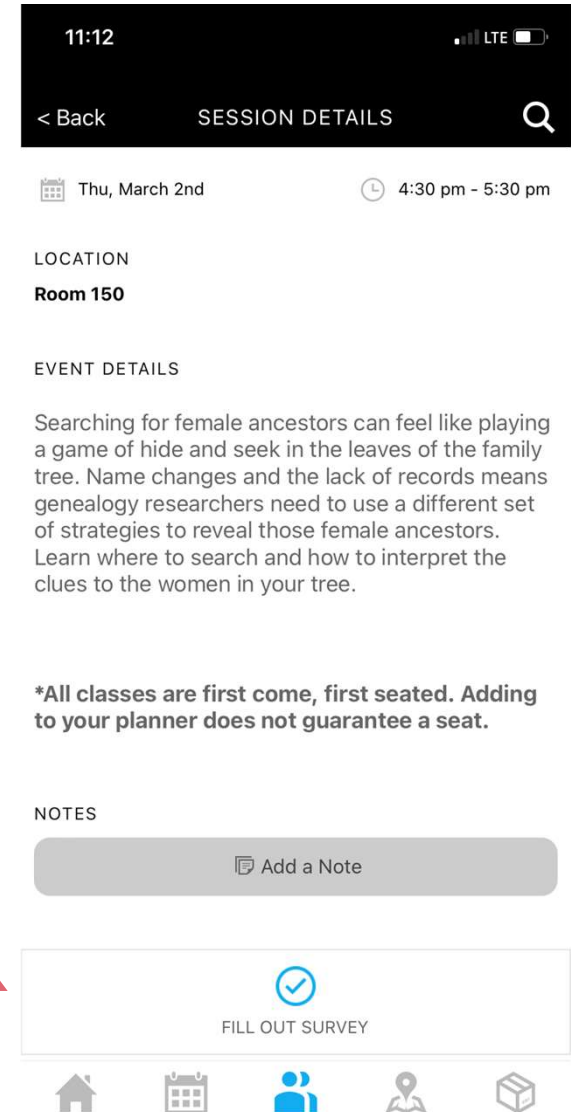 11:12
LTE
< Back SESSION DETAILS
Thu, March 2nd 4:30 pm - 5:30 pm
LOCATION
Room 150
EVENT DETAILS
Searching for female ancestors can feel like playing
a game of hide and seek in the leaves of the family
tree. Name changes and the lack of records means
genealogy researchers need to use a different set
of strategies to reveal those female ancestors.
Learn where to search and how to interpret the
clues to the women in your tree.
*All classes are first come, first seated. Adding
to your planner does not guarantee a seat.
NOTES
Add a Note
FILL OUT SURVEY